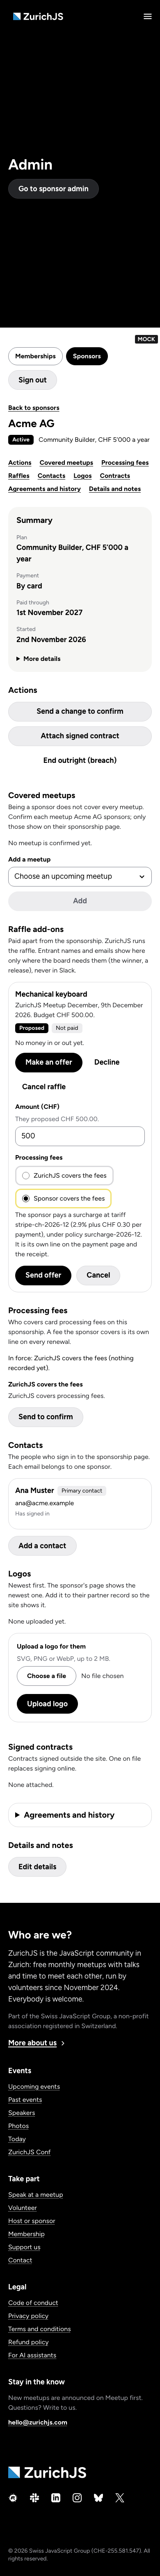 ZurichJS
Admin
Go to sponsor admin
MOCK
Memberships
Sponsors
Sign out
Back to sponsors
Acme AG
Active
Community Builder, CHF 5'000 a year
Actions
Covered meetups
Processing fees
Raffles
Contacts
Logos
Contracts
Agreements and history
Details and notes
Summary
Plan
Community Builder, CHF 5'000 a
year
Payment
By card
Paid through
1st November 2027
Started
2nd November 2026
More details
Actions
Send a change to confirm
Attach signed contract
End outright (breach)
Covered meetups
Being a sponsor does not cover every meetup.
Confirm each meetup Acme AG sponsors; only
those show on their sponsorship page.
No meetup is confirmed yet.
Add a meetup
Choose an upcoming meetup
Add
Raffle add-ons
Paid apart from the sponsorship. ZurichJS runs
the raffle. Entrant names and emails show here
only while the board needs them (the winner, a
release), never in Slack.
Mechanical keyboard
ZurichJS Meetup December, 9th December
2026. Budget CHF 500.00.
Proposed
Not paid
No money in or out yet.
Make an offer
Decline
Cancel raffle
Amount (CHF)
They proposed CHF 500.00.
500
Processing fees
ZurichJS covers the fees
Sponsor covers the fees
The sponsor pays a surcharge at tariff
stripe-ch-2026-12 (2.9% plus CHF 0.30 per
payment), under policy surcharge-2026-12.
It is its own line on the payment page and
the receipt.
Send offer
Cancel
Processing fees
Who covers processing fees on this
sponsorship. A fee the sponsor covers is its own
line on every renewal.
In force: ZurichJS covers the fees (nothing
recorded yet).
ZurichJS covers the fees
ZurichJS covers processing fees.
Send to confirm
Contacts
The people who sign in to the sponsorship page.
Each email belongs to one sponsor.
Ana Muster
Primary contact
ana@acme.example
Has signed in
Add a contact
Logos
Newest first. The sponsor's page shows the
newest one. Add it to their partner record so the
site shows it.
None uploaded yet.
Upload a logo for them
SVG, PNG or WebP, up to 2 MB.
Choose a file
No file chosen
Upload logo
Signed contracts
Contracts signed outside the site. One on file
replaces signing online.
None attached.
Agreements and history
Details and notes
Edit details
Who are we?
ZurichJS is the JavaScript community in
Zurich: free monthly meetups with talks
and time to meet each other, run by
volunteers since November 2024.
Everybody is welcome.
Part of the Swiss JavaScript Group, a non-profit
association registered in Switzerland.
More about us
Events
Upcoming events
Past events
Speakers
Photos
Today
ZurichJS Conf
Take part
Speak at a meetup
Volunteer
Host or sponsor
Membership
Support us
Contact
Legal
Code of conduct
Privacy policy
Terms and conditions
Refund policy
For AI assistants
Stay in the know
New meetups are announced on Meetup first.
Questions? Write to us.
hello@zurichjs.com
ZurichJS
© 2026 Swiss JavaScript Group (CHE-255.581.547). All
rights reserved.